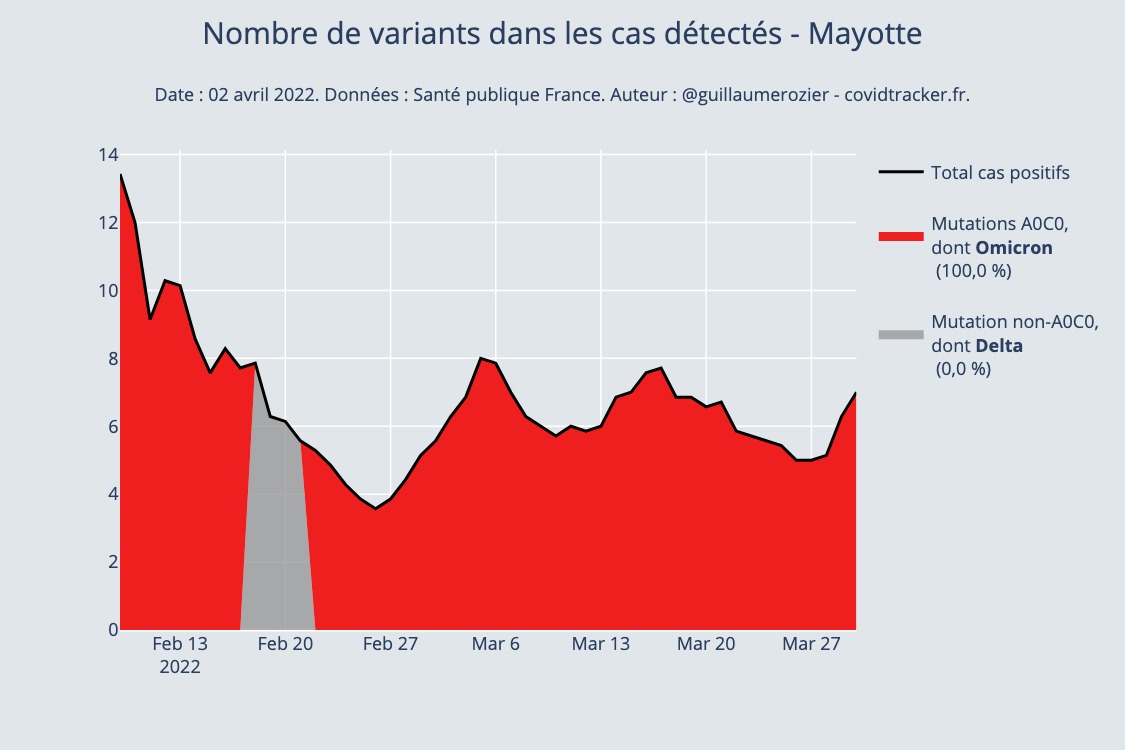 Nombre de variants dans les cas détectés - Mayotte
Date : 02 avril 2022. Données : Santé publique France. Auteur : @guillaumerozier - covidtracker.fr.
14
12
10
8
6
4
2
0
Feb 13
2022
Feb 20
Feb 27
Mar 6
Mar 13
Mar 20
Mar 27
Total cas positifs
Mutations A0C0,
dont Omicron
(100,0 %)
Mutation non-A0C0,
dont Delta
(0,0 %)